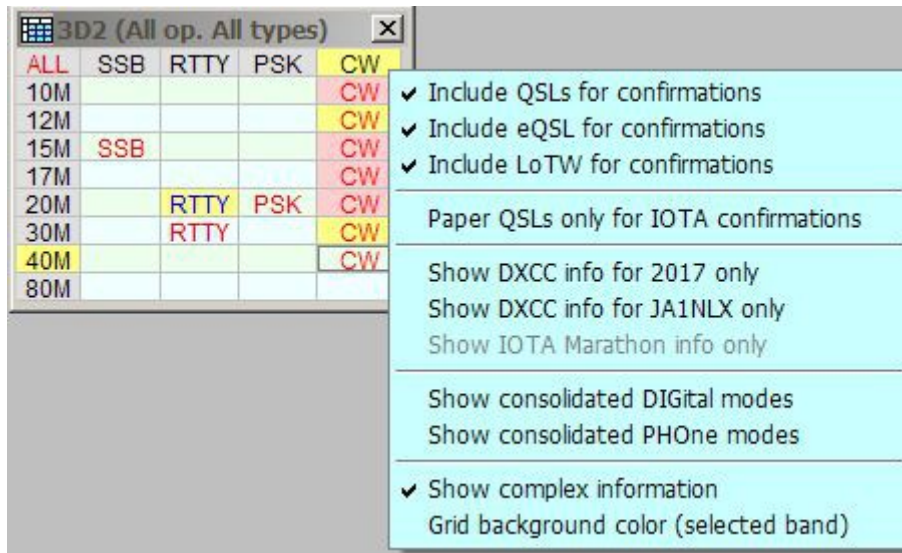 3D2 (All op. All types)
ALL SSB RTTY PSK CW
10M CW
12M CW
15M SSB CW
17M CW
20M RTTY PSK CW
30M RTTY CW
40M CW
80M
Include QSLs for confirmations
Include eQSL for confirmations
Include LoTW for confirmations
Paper QSLs only for IOTA confirmations
Show DXCC info for 2017 only
Show DXCC info for JA1NLX only
Show IOTA Marathon info only
Show consolidated DIGital modes
Show consolidated PHOne modes
Show complex information
Grid background color (selected band)